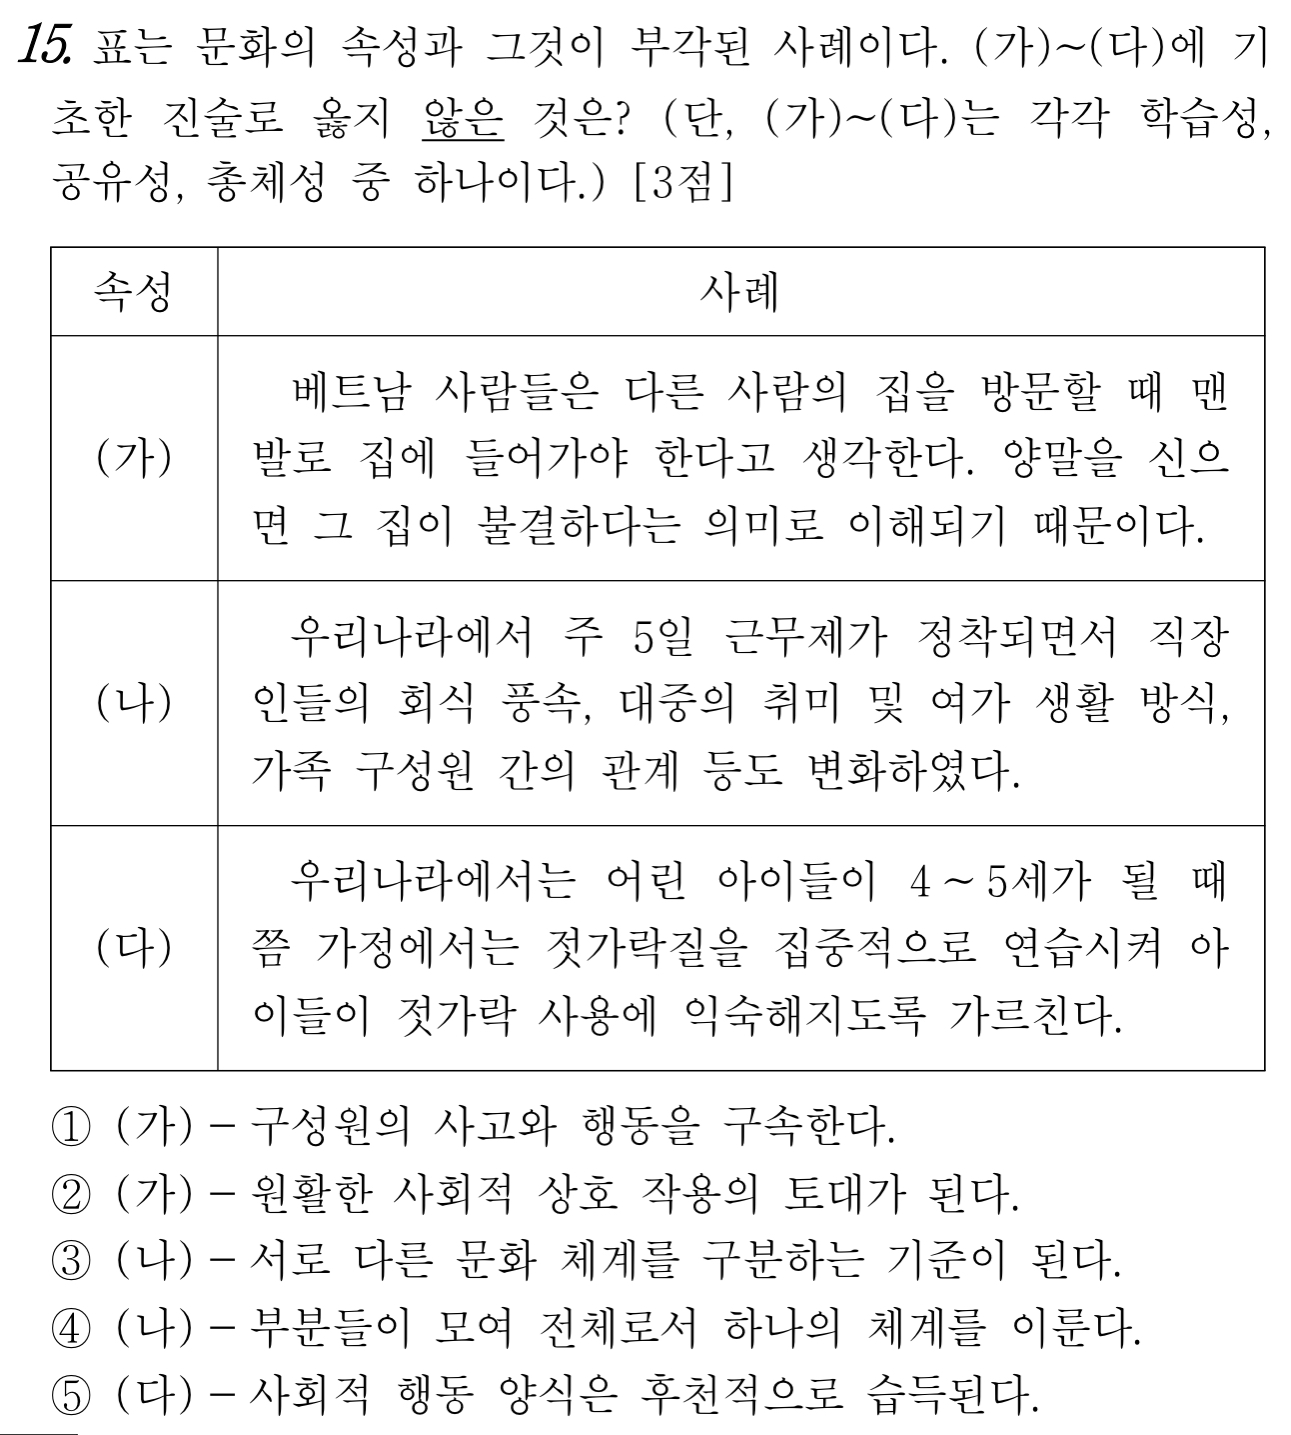 15. 표는 문화의 속성과 그것이 부각된 사례이다. (가)~(다)에 기
초한 진술로 옳지 않은 것은? (단, (가)~(다)는 각각 학습성,
공유성, 총체성 중 하나이다.) [3점]
속성
사례
(가)
베트남 사람들은 다른 사람의 집을 방문할 때 맨
발로 집에 들어가야 한다고 생각한다. 양말을 신으
면 그 집이 불결하다는 의미로 이해되기 때문이다.
(나)
우리나라에서 주 5일 근무제가 정착되면서 직장
인들의 회식 풍속, 대중의 취미 및 여가 생활 방식,
가족 구성원 간의 관계 등도 변화하였다.
(다)
우리나라에서는 어린 아이들이 4 ~ 5세가 될 때
쯤 가정에서는 젓가락질을 집중적으로 연습시켜 아
이들이 젓가락 사용에 익숙해지도록 가르친다.
① (가) - 구성원의 사고와 행동을 구속한다.
② (가) - 원활한 사회적 상호 작용의 토대가 된다.
③ (나) - 서로 다른 문화 체계를 구분하는 기준이 된다.
④ (나) - 부분들이 모여 전체로서 하나의 체계를 이룬다.
⑤ (다) - 사회적 행동 양식은 후천적으로 습득된다.